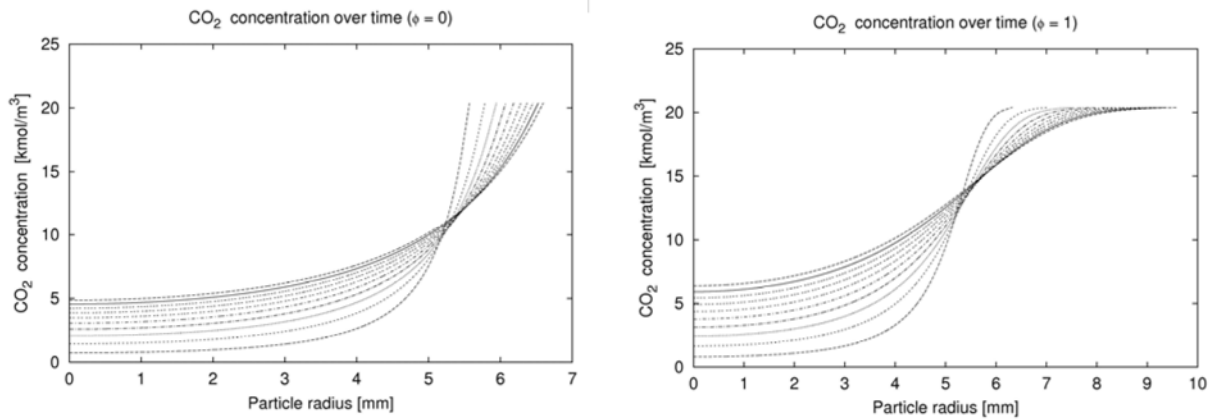 CO2 concentration over time (ϕ = 0)
25
20
15
10
5
0
CO2 concentration [kmol/m3]
0 1 2 3 4 5 6 7
Particle radius [mm]
CO2 concentration over time (ϕ = 1)
25
20
15
10
5
0
CO2 concentration [kmol/m3]
0 1 2 3 4 5 6 7 8 9 10
Particle radius [mm]